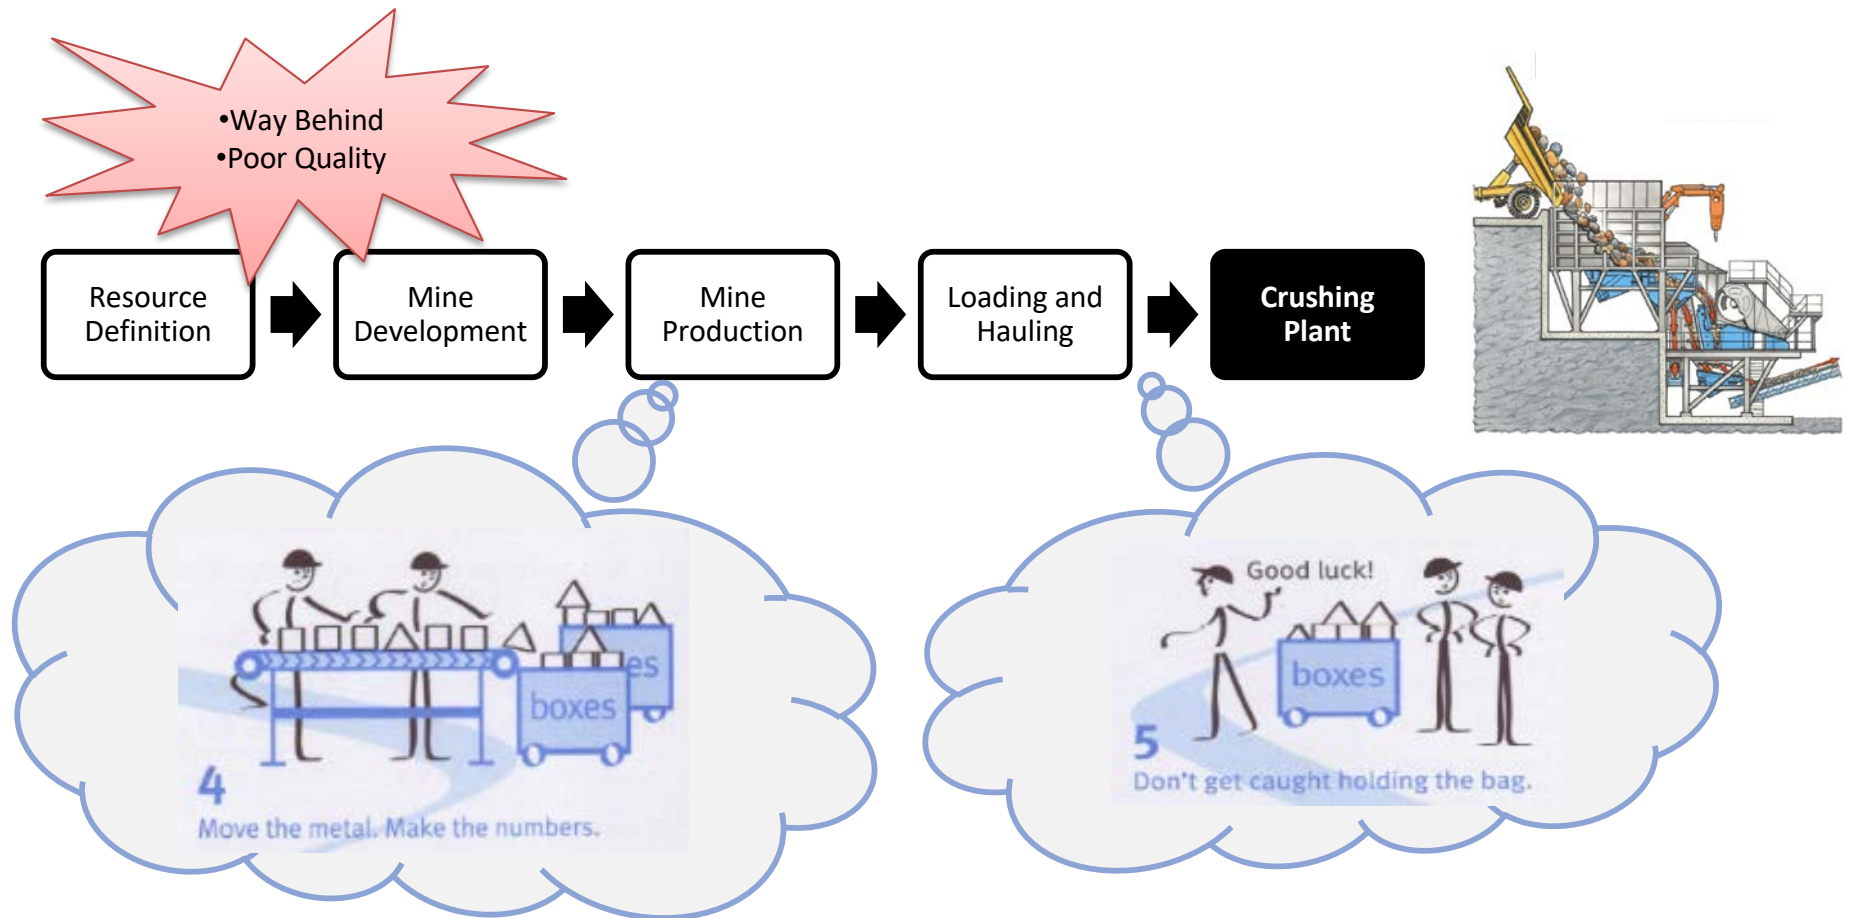 •Way Behind
•Poor Quality
Resource
Definition
Mine
Development
Mine
Production
Loading and
Hauling
Crushing
Plant
es
boxes
4
Move the metal. Make the numbers.
Good luck!
boxes
5
Don't get caught holding the bag.